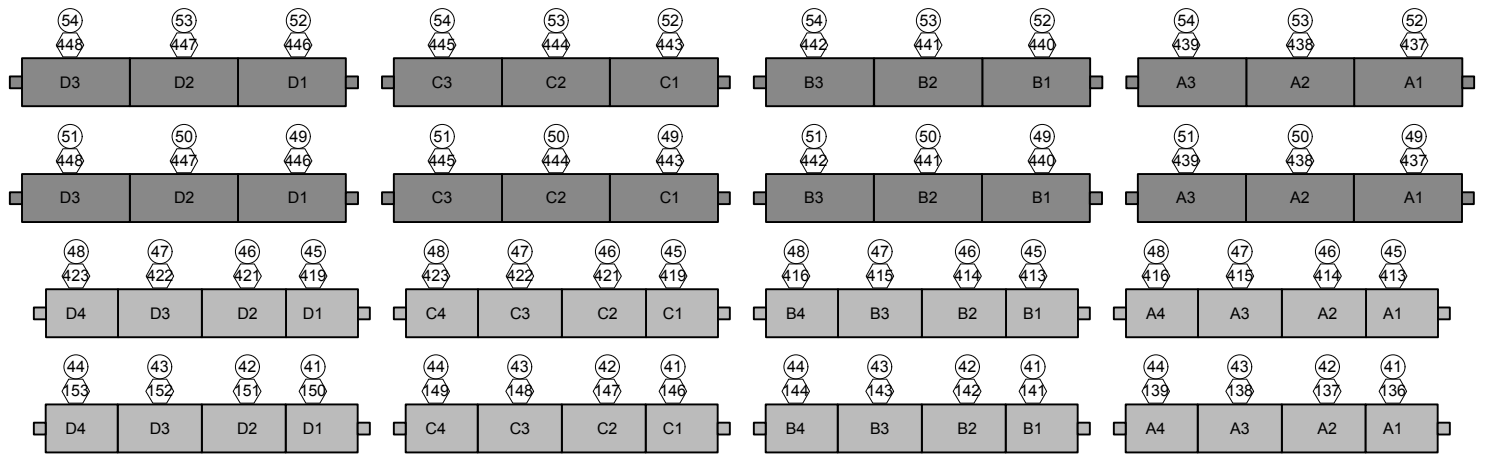 54 53 52 54 53 52 54 53 52 54 53 52
448 447 446 445 444 443 442 441 440 439 438 437
D3 D2 D1 C3 C2 C1 B3 B2 B1 A3 A2 A1
51 50 49 51 50 49 51 50 49 51 50 49
448 447 446 445 444 443 442 441 440 439 438 437
D3 D2 D1 C3 C2 C1 B3 B2 B1 A3 A2 A1
48 47 46 45 48 47 46 45 48 47 46 45 48 47 46 45
423 422 421 419 423 422 421 419 416 415 414 413 416 415 414 413
D4 D3 D2 D1 C4 C3 C2 C1 B4 B3 B2 B1 A4 A3 A2 A1
44 43 42 41 44 43 42 41 44 43 42 41 44 43 42 41
153 152 151 150 149 148 147 146 144 143 142 141 139 138 137 136
D4 D3 D2 D1 C4 C3 C2 C1 B4 B3 B2 B1 A4 A3 A2 A1